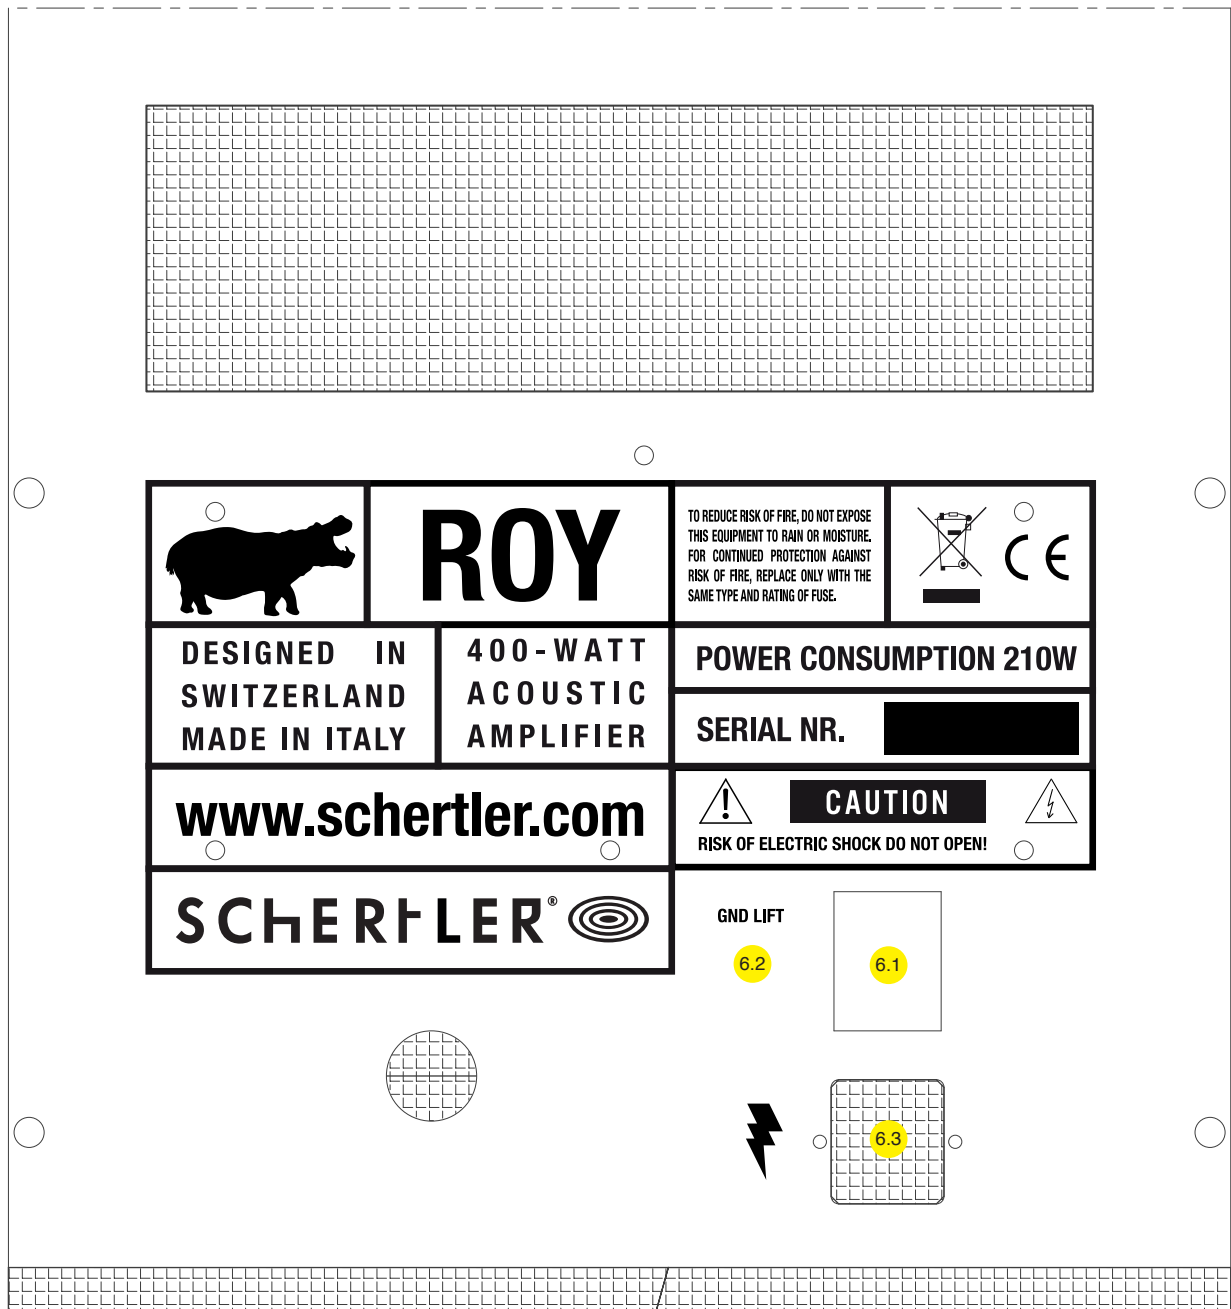 ROY
TO REDUCE RISK OF FIRE, DO NOT EXPOSE
THIS EQUIPMENT TO RAIN OR MOISTURE.
FOR CONTINUED PROTECTION AGAINST
RISK OF FIRE, REPLACE ONLY WITH THE
SAME TYPE AND RATING OF FUSE.
CE
DESIGNED IN
SWITZERLAND
MADE IN ITALY
400-WATT
ACOUSTIC
AMPLIFIER
POWER CONSUMPTION 210W
SERIAL NR.
www.schertler.com
CAUTION
RISK OF ELECTRIC SHOCK DO NOT OPEN!
SCHERTLER®
GND LIFT
6.2
6.1
6.3